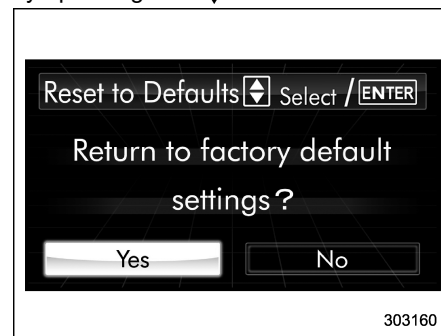 Reset to Defaults Select / ENTER
Return to factory default
settings?
Yes No
303160